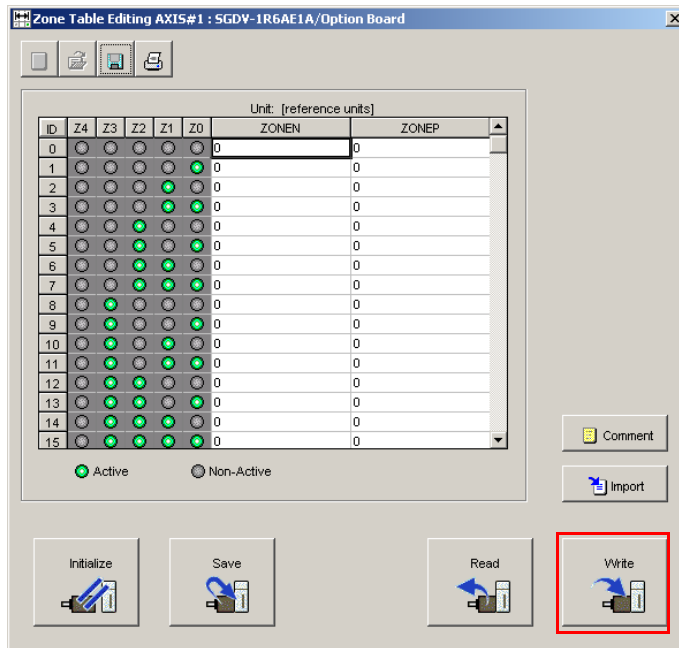 Zone Table Editing AXIS#1 : SGDV-1R6AE1A/Option Board
Unit: [reference units]
ID Z4 Z3 Z2 Z1 Z0 ZONEN ZONEP
0 0 0
1 0 0
2 0 0
3 0 0
4 0 0
5 0 0
6 0 0
7 0 0
8 0 0
9 0 0
10 0 0
11 0 0
12 0 0
13 0 0
14 0 0
15 0 0
Active Non-Active
Comment
Import
Initialize Save Read Write